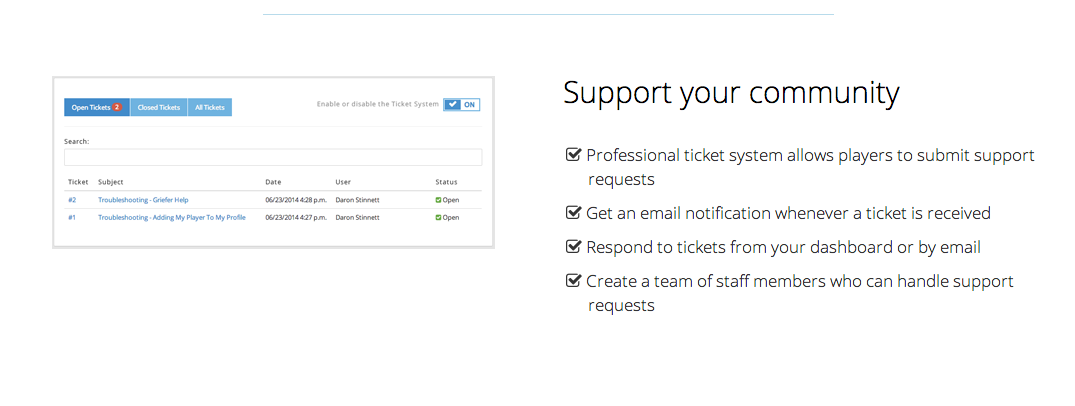 Open Tickets 2 Closed Tickets All Tickets Enable or disable the Ticket System ON
Search:
Ticket Subject Date User Status
#2 Troubleshooting - Griefer Help 06/23/2014 4:28 p.m. Daron Stinnett Open
#1 Troubleshooting - Adding My Player To My Profile 06/23/2014 4:27 p.m. Daron Stinnett Open
Support your community
Professional ticket system allows players to submit support
requests
Get an email notification whenever a ticket is received
Respond to tickets from your dashboard or by email
Create a team of staff members who can handle support
requests